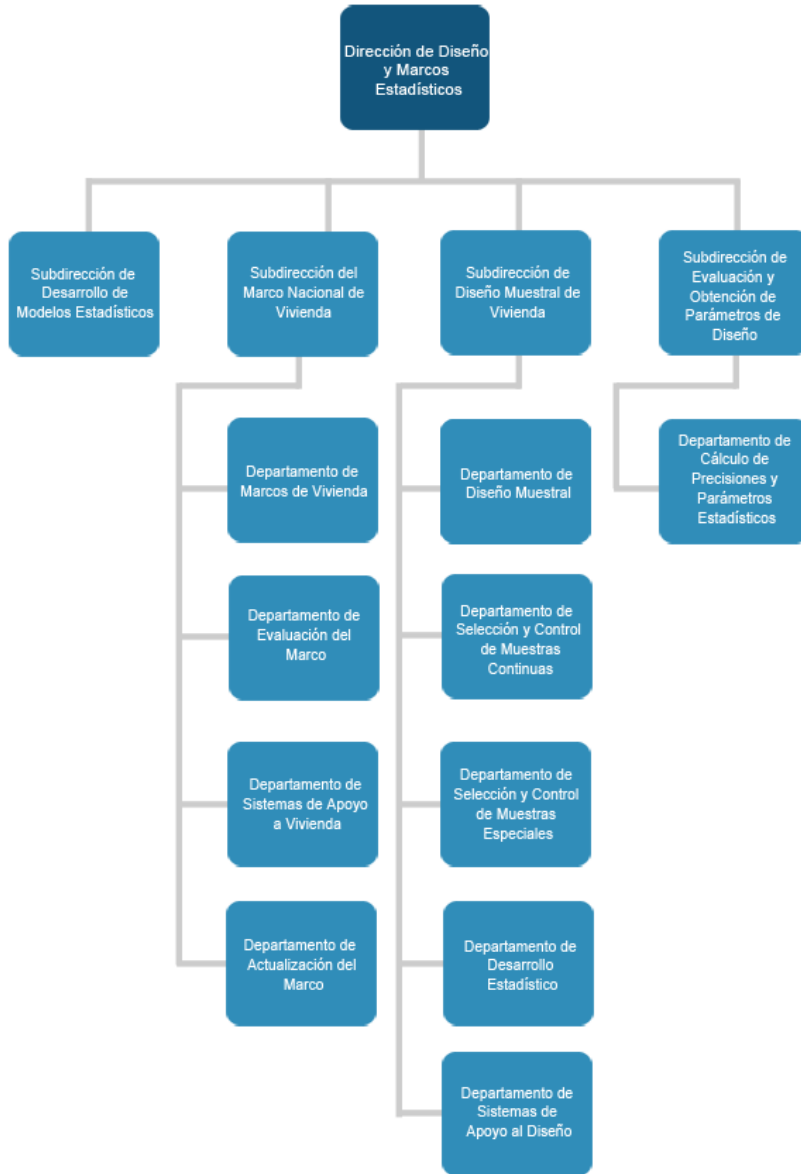 Dirección de Diseño
y Marcos
Estadísticos
Subdirección de
Desarrollo de
Modelos Estadísticos
Subdirección del
Marco Nacional de
Vivienda
Subdirección de
Diseño Muestral de
Vivienda
Subdirección de
Evaluación y
Obtención de
Parámetros de
Diseño
Departamento de
Marcos de Vivienda
Departamento de
Evaluación del
Marco
Departamento de
Sistemas de Apoyo
a Vivienda
Departamento de
Actualización del
Marco
Departamento de
Diseño Muestral
Departamento de
Selección y Control
de Muestras
Continuas
Departamento de
Selección y Control
de Muestras
Especiales
Departamento de
Desarrollo
Estadístico
Departamento de
Sistemas de
Apoyo al Diseño
Departamento de
Cálculo de
Precisiones y
Parámetros
Estadísticos